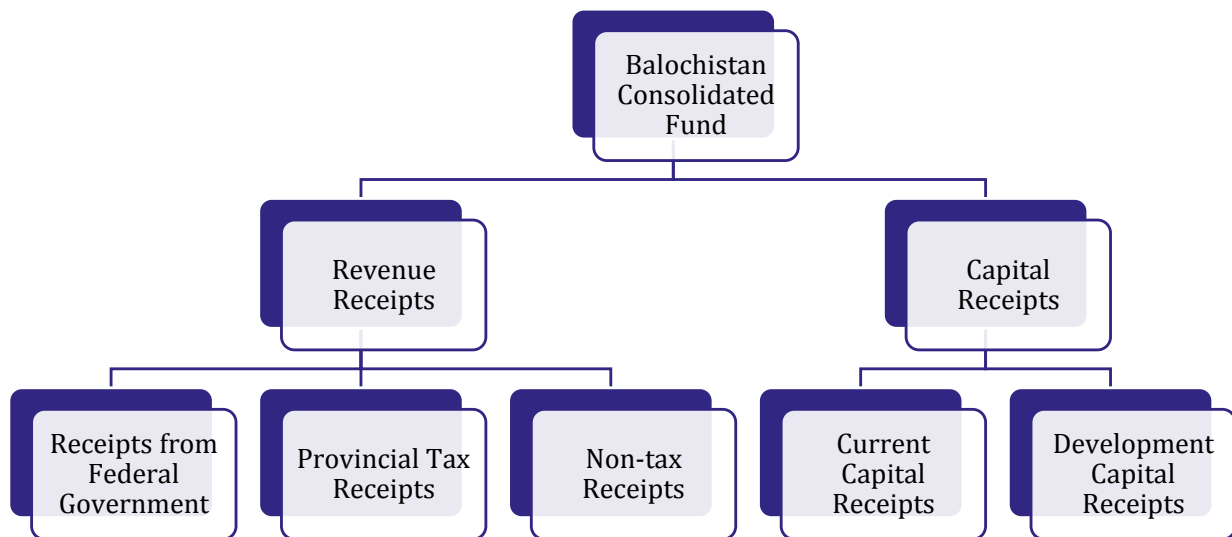 Balochistan
Consolidated
Fund
Revenue
Receipts
Capital
Receipts
Receipts from
Federal
Government
Provincial Tax
Receipts
Non-tax
Receipts
Current
Capital
Receipts
Development
Capital
Receipts